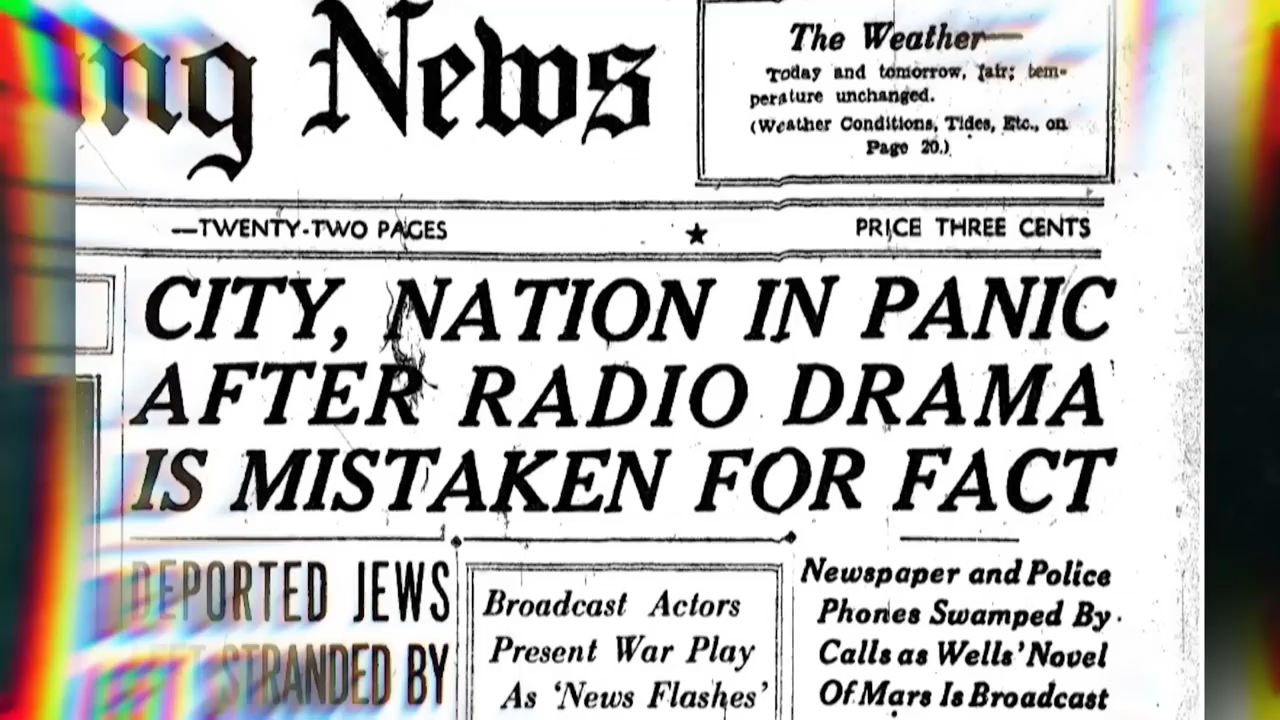 ng News
The Weather—
Today and tomorrow, fair; tem-
perature unchanged.
(Weather Conditions, Tides, Etc., on
Page 20.)
—TWENTY-TWO PAGES
★
PRICE THREE CENTS
CITY, NATION IN PANIC
AFTER RADIO DRAMA
IS MISTAKEN FOR FACT
DEPORTED JEWS
LEFT STRANDED BY
Broadcast Actors
Present War Play
As 'News Flashes'
Newspaper and Police
Phones Swamped By
Calls as Wells' Novel
Of Mars Is Broadcast